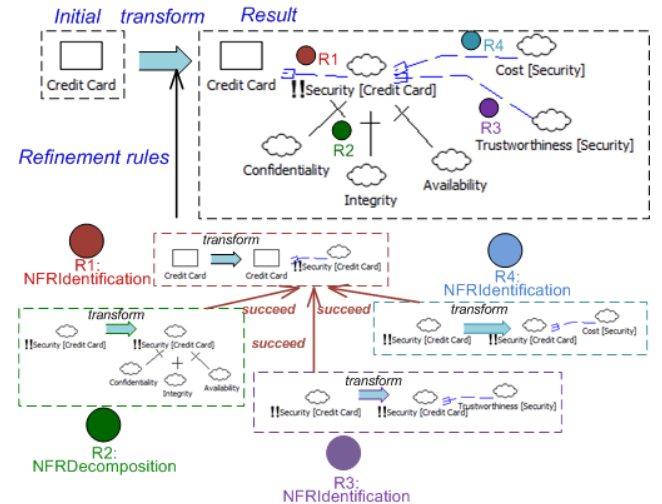 Initial transform Result
R1
R4
Credit Card
Credit Card
!!Security [Credit Card]
Cost [Security]
R2
R3
Confidentiality
Integrity
Availability
Trustworthiness [Security]
Refinement rules
R1:
NFRIdentification
transform
Credit Card
Credit Card
!!Security [Credit Card]
R4:
NFRIdentification
succeed
succeed
succeed
transform
!!Security [Credit Card]
!!Security [Credit Card]
Confidentiality
Integrity
Availability
transform
!!Security [Credit Card]
!!Security [Credit Card]
Cost [Security]
transform
!!Security [Credit Card]
!!Security [Credit Card]
Trustworthiness [Security]
R2:
NFRDecomposition
R3:
NFRIdentification